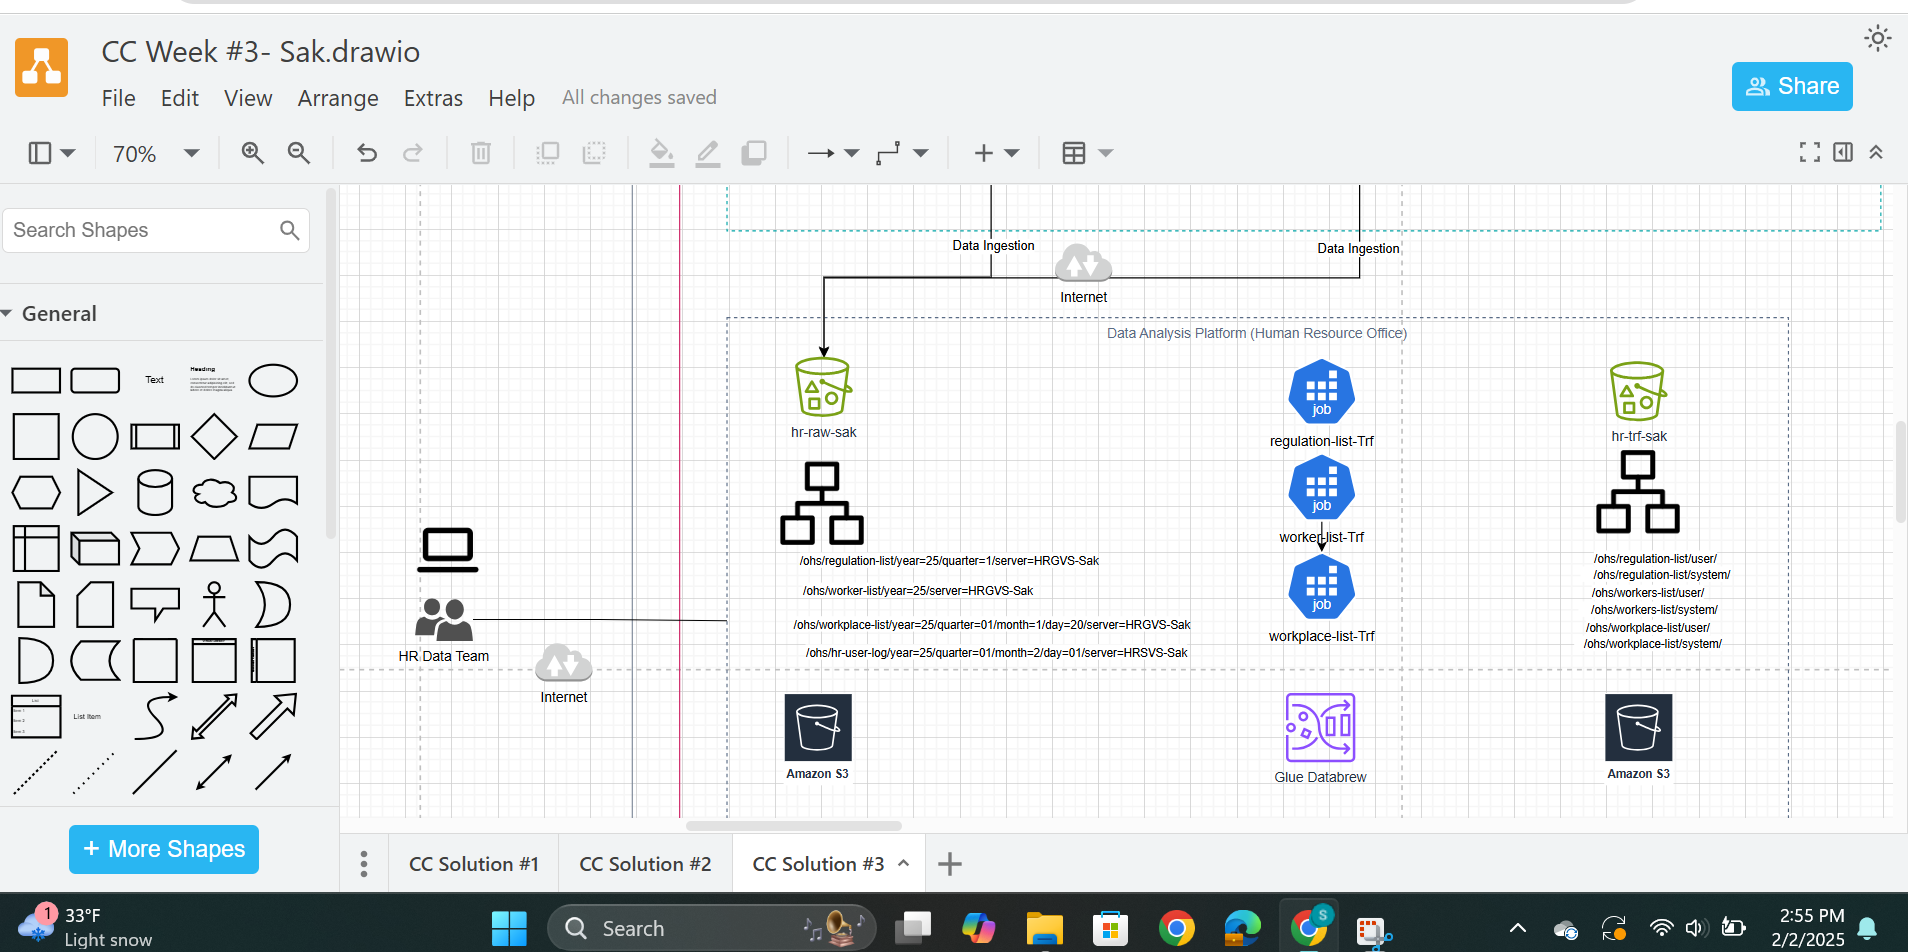 CC Week #3- Sak.drawio
File Edit View Arrange Extras Help All changes saved
Share
70%
Search Shapes
General
Text
Heading
List
Item 1
Item 2
Item 3
List Item
+ More Shapes
Data Ingestion
Data Ingestion
Internet
Data Analysis Platform (Human Resource Office)
hr-raw-sak
job
regulation-list-Trf
hr-trf-sak
job
worker-list-Trf
/ohs/regulation-list/year=25/quarter=1/server=HRGVS-Sak
/ohs/worker-list/year=25/server=HRGVS-Sak
/ohs/workplace-list/year=25/quarter=01/month=1/day=20/server=HRGVS-Sak
/ohs/hr-user-log/year=25/quarter=01/month=2/day=01/server=HRSVS-Sak
job
workplace-list-Trf
/ohs/regulation-list/user/
/ohs/regulation-list/system/
/ohs/workers-list/user/
/ohs/workers-list/system/
/ohs/workplace-list/user/
/ohs/workplace-list/system/
HR Data Team
Internet
Amazon S3
Glue Databrew
Amazon S3
CC Solution #1
CC Solution #2
CC Solution #3
1
33°F
Light snow
Search
S
2:55 PM
2/2/2025